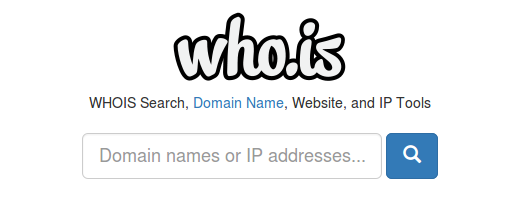 who.is
WHOIS Search, Domain Name, Website, and IP Tools
Domain names or IP addresses...